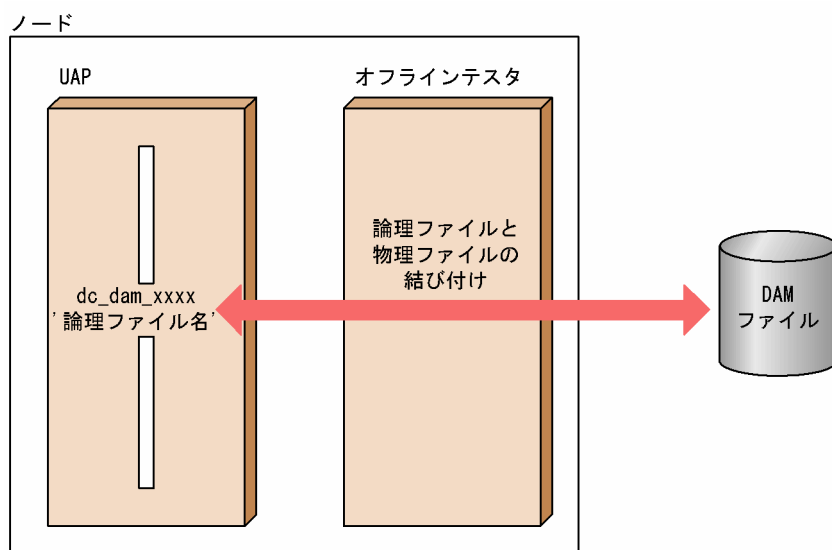 ノード
UAP
オフラインテスタ
論理ファイルと
物理ファイルの
結び付け
dc_dam_xxxx
'論理ファイル名'
DAM
ファイル